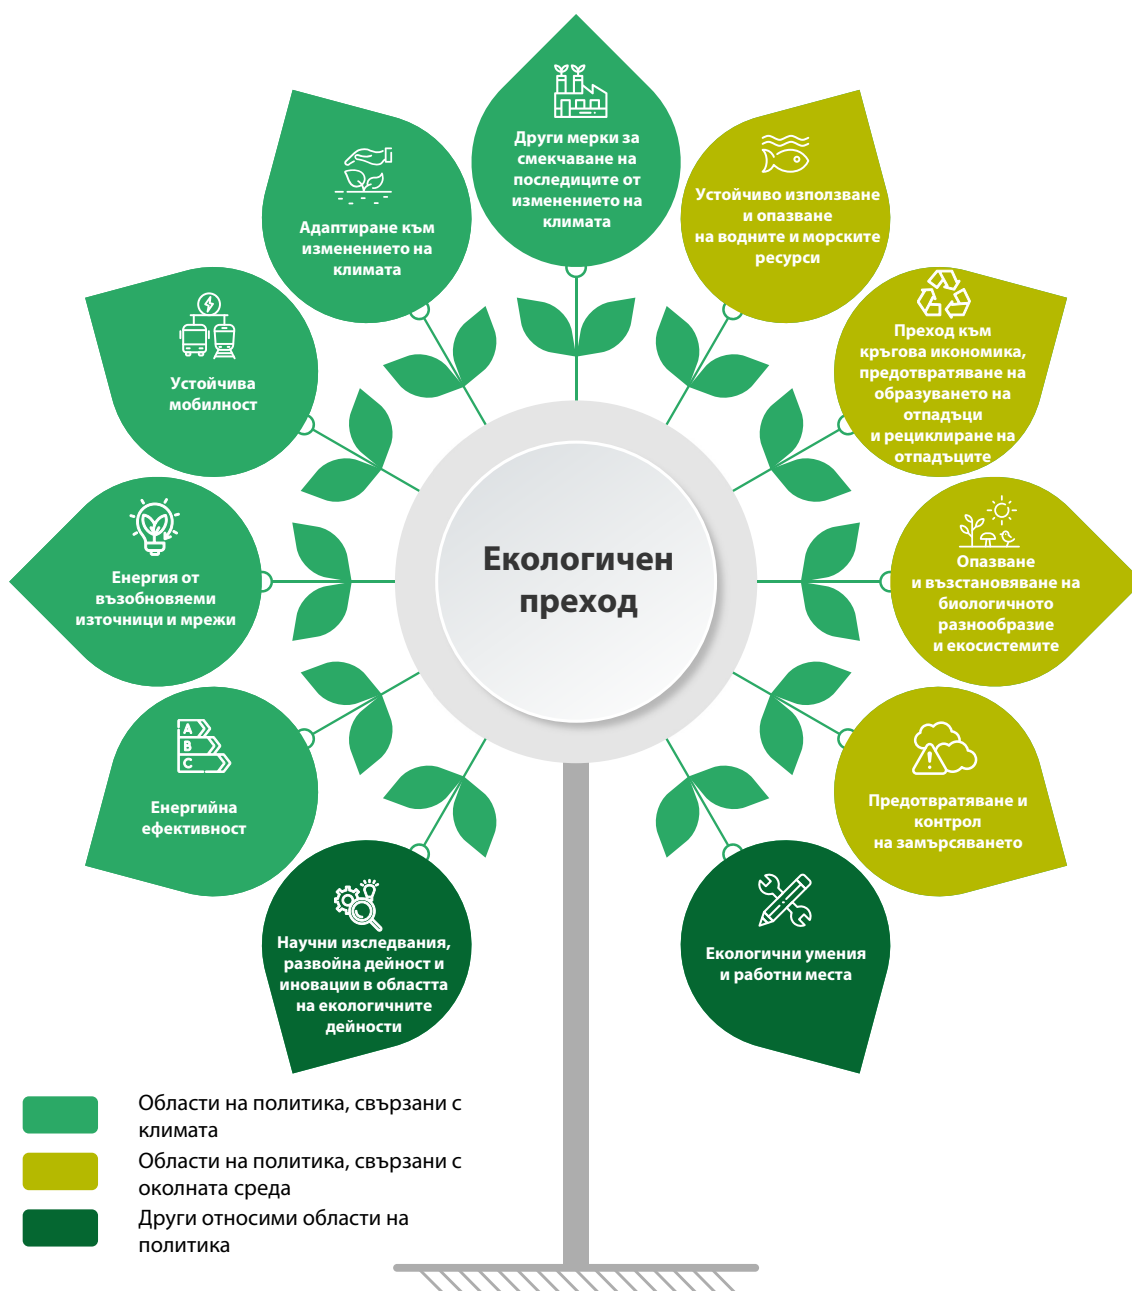 Други мерки за
смекчаване на
последиците от
изменението на
климата
Адаптиране към
изменението на
климата
Устойчиво използване
и опазване
на водните и морските
ресурси
Устойчива
мобилност
Преход към
кръгова икономика,
предотвратяване на
образуването на
отпадъци
и рециклиране на
отпадъците
Енергия от
възобновяеми
източници и мрежи
Екологичен
преход
Опазване
и възстановяване на
биологичното
разнообразие
и екосистемите
A
B
C
Енергийна
ефективност
Предотвратяване и
контрол
на замърсяването
Научни изследвания,
развойна дейност и
иновации в областта
на екологичните
дейности
Екологични умения
и работни места
Области на политика, свързани с
климата
Области на политика, свързани с
околната среда
Други относими области на
политика